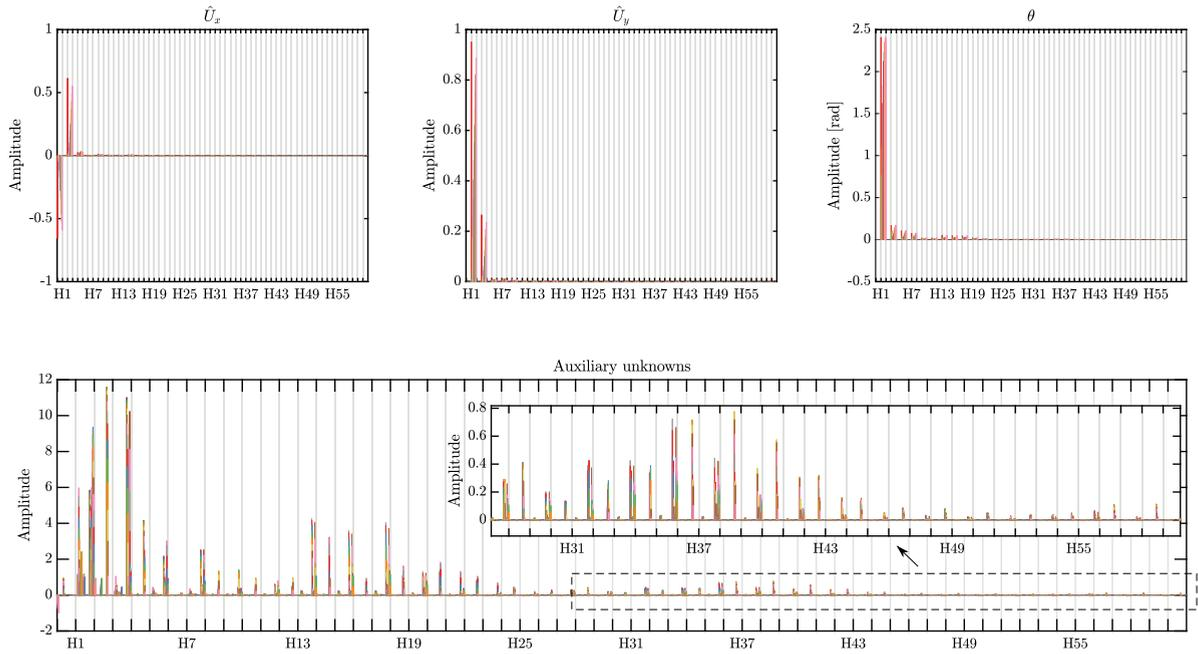 Û_x
Û_y
θ
1
0.5
0
-0.5
-1
Amplitude
H1 H7 H13 H19 H25 H31 H37 H43 H49 H55
1
0.8
0.6
0.4
0.2
0
Amplitude
H1 H7 H13 H19 H25 H31 H37 H43 H49 H55
2.5
2
1.5
1
0.5
0
-0.5
Amplitude [rad]
H1 H7 H13 H19 H25 H31 H37 H43 H49 H55
Auxiliary unknowns
12
10
8
6
4
2
0
-2
Amplitude
0.8
0.6
0.4
0.2
0
Amplitude
H31 H37 H43 H49 H55
H1 H7 H13 H19 H25 H31 H37 H43 H49 H55